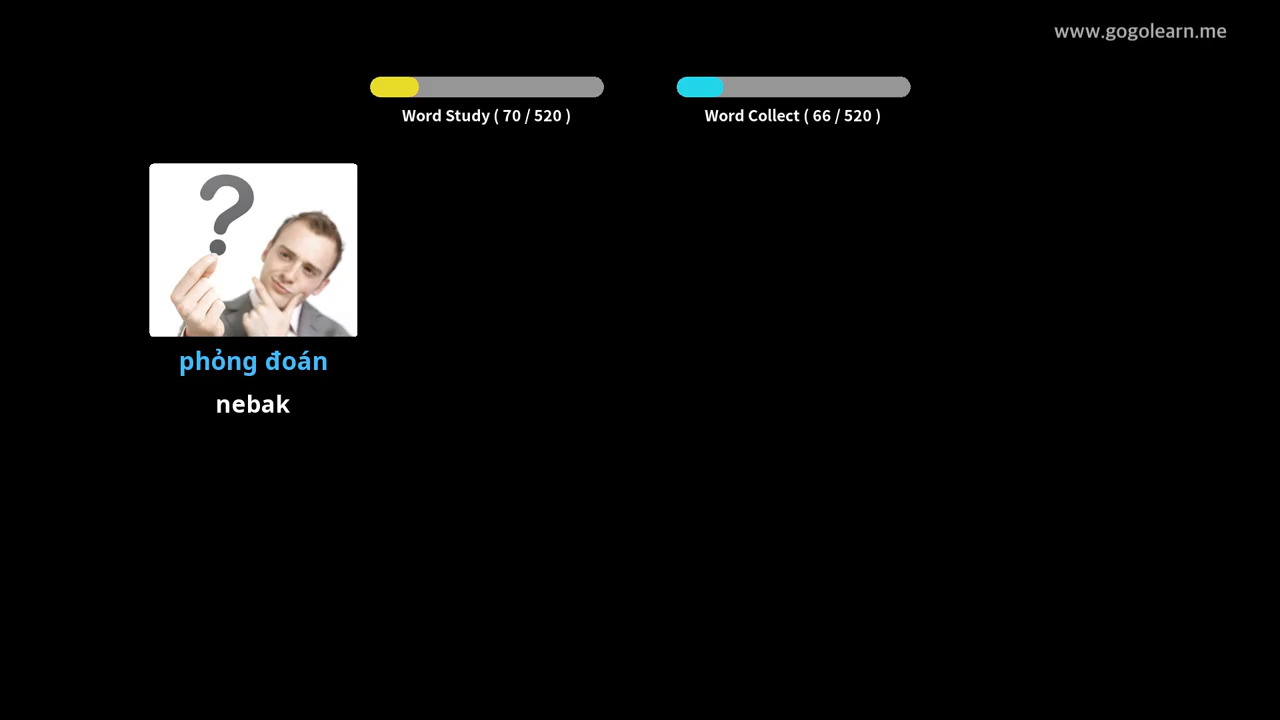 www.gogolearn.me
Word Study ( 70 / 520 )
Word Collect ( 66 / 520 )
phỏng đoán
nebak